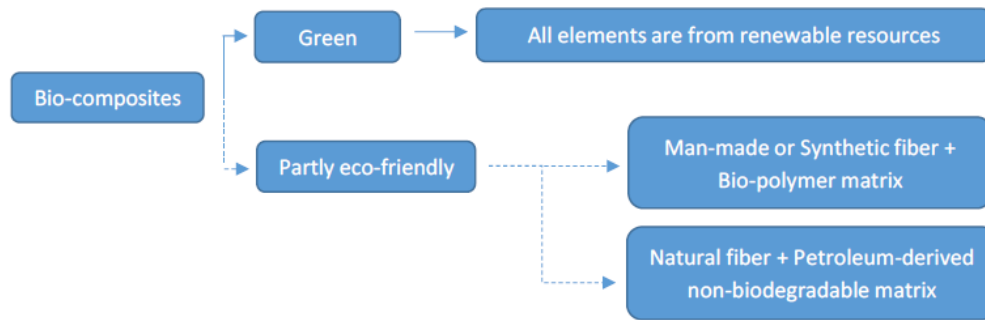 Green
All elements are from renewable resources
Bio-composites
Partly eco-friendly
Man-made or Synthetic fiber +
Bio-polymer matrix
Natural fiber + Petroleum-derived
non-biodegradable matrix